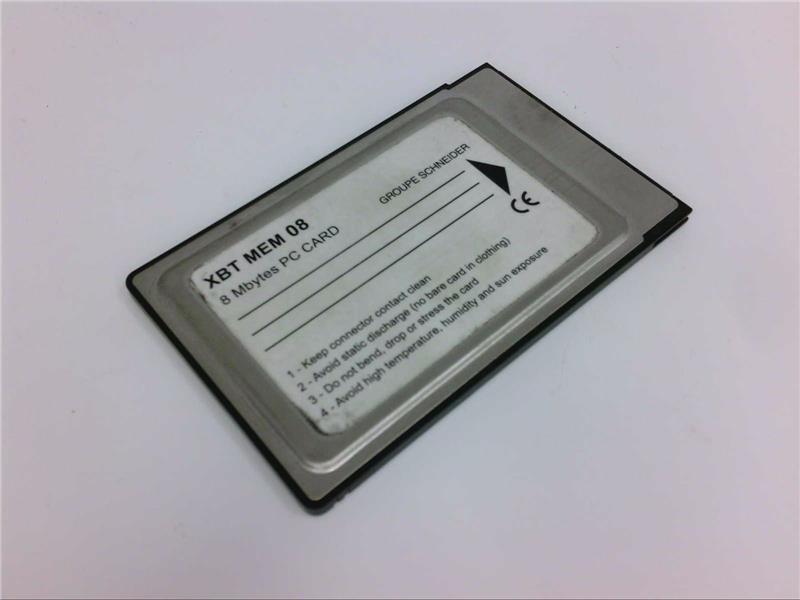 XBT MEM 08
GROUPE SCHNEIDER
8 Mbytes PC CARD
CE
1 - Keep connector contact clean
2 - Avoid static discharge (no bare card in clothing)
3 - Do not bend, drop or stress the card
4 - Avoid high temperature, humidity and sun exposure